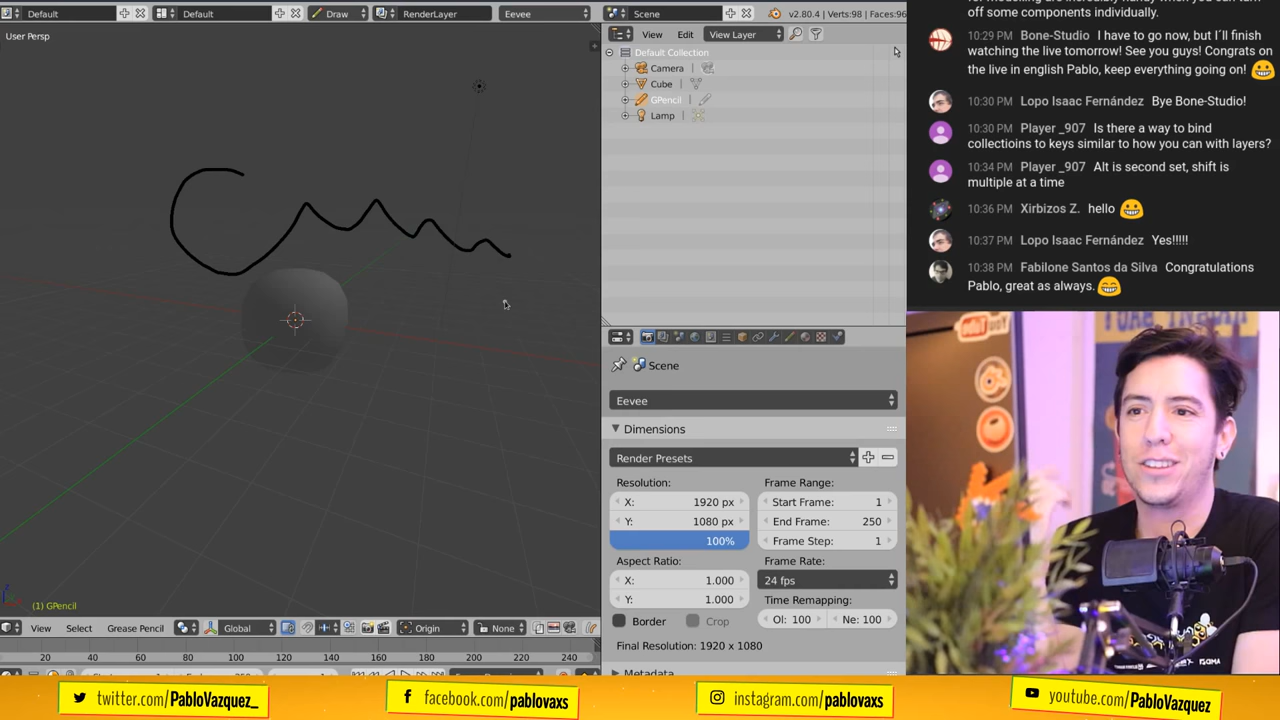 Default
Default
Draw
RenderLayer
Eevee
Scene
v2.80.4 | Verts:98 | Faces:96
User Persp
View
Edit
View Layer
Default Collection
Camera
Cube
GPencil
Lamp
Scene
Eevee
Dimensions
Render Presets
Resolution:
Frame Range:
X: 1920 px
Start Frame: 1
Y: 1080 px
End Frame: 250
100%
Frame Step: 1
Aspect Ratio:
Frame Rate:
X: 1.000
24 fps
Y: 1.000
Time Remapping:
Border
Crop
Ol: 100
Ne: 100
Final Resolution: 1920 x 1080
Metadata
(1) GPencil
View
Select
Grease Pencil
Global
Origin
None
20 40 60 80 100 120 140 160 180 200 220 240
off some components individually.
10:29 PM Bone-Studio I have to go now, but I´ll finish
watching the live tomorrow! See you guys! Congrats on
the live in english Pablo, keep everything going on!
10:30 PM Lopo Isaac Fernández Bye Bone-Studio!
10:30 PM Player _907 Is there a way to bind
collectioins to keys similar to how you can with layers?
10:34 PM Player _907 Alt is second set, shift is
multiple at a time
10:36 PM Xirbizos Z. hello
10:37 PM Lopo Isaac Fernández Yes!!!!!
10:38 PM Fabilone Santos da Silva Congratulations
Pablo, great as always.
twitter.com/PabloVazquez_
facebook.com/pablovaxs
instagram.com/pablovaxs
youtube.com/PabloVazquez